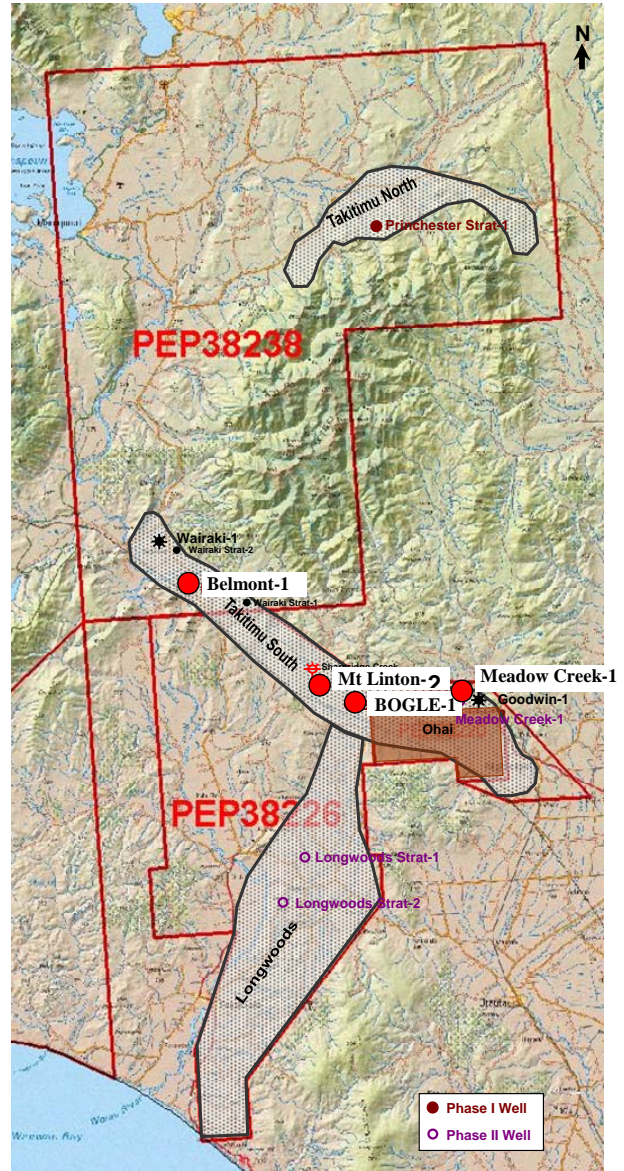 N
Takitimu North
Princhester Strat-1
PEP38238
Wairaki-1
Wairaki Strat-2
Belmont-1
Wairaki Strat-1
Takitimu South
Mt Linton-2
Meadow Creek-1
Goodwin-1
BOGLE-1
Meadow Creek-1
Ohai
PEP38226
Longwoods Strat-1
Longwoods Strat-2
Longwoods
Phase I Well
Phase II Well